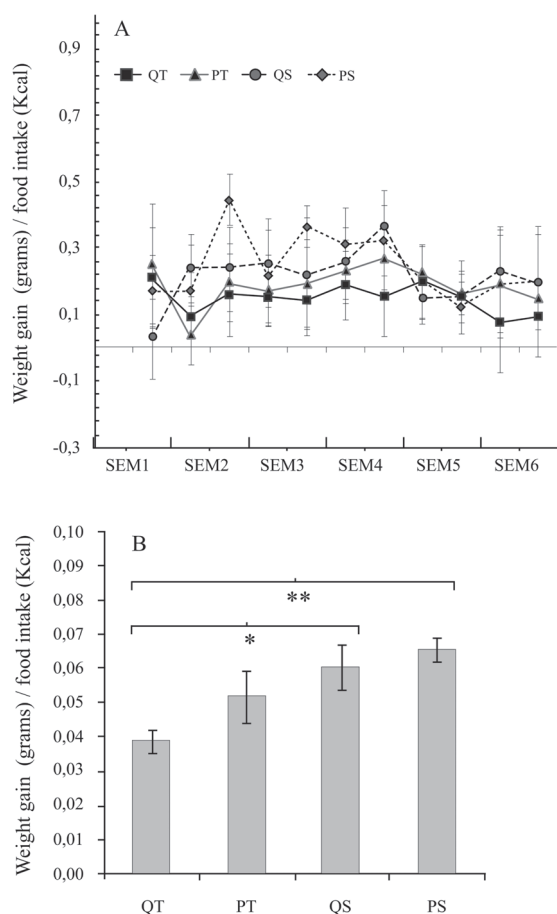 A
QT PT QS PS
Weight gain (grams) / food intake (Kcal)
0,9
0,7
0,5
0,3
0,1
-0,1
-0,3
SEM1 SEM2 SEM3 SEM4 SEM5 SEM6
B
Weight gain (grams) / food intake (Kcal)
0,10
0,09
0,08
0,07
0,06
0,05
0,04
0,03
0,02
0,01
0,00
**
*
QT PT QS PS